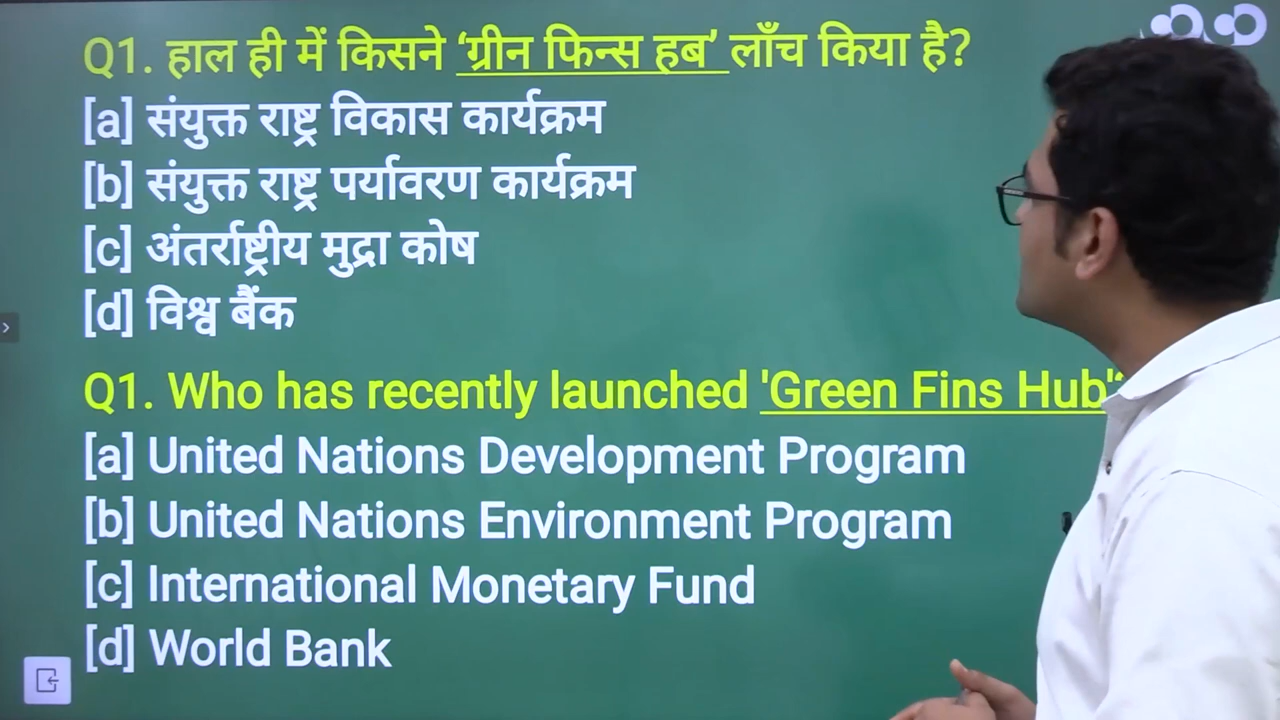 Q1. हाल ही में किसने ‘ग्रीन फिन्स हब’ लाँच किया है?
[a] संयुक्त राष्ट्र विकास कार्यक्रम
[b] संयुक्त राष्ट्र पर्यावरण कार्यक्रम
[c] अंतर्राष्ट्रीय मुद्रा कोष
[d] विश्व बैंक
Q1. Who has recently launched 'Green Fins Hub'?
[a] United Nations Development Program
[b] United Nations Environment Program
[c] International Monetary Fund
[d] World Bank